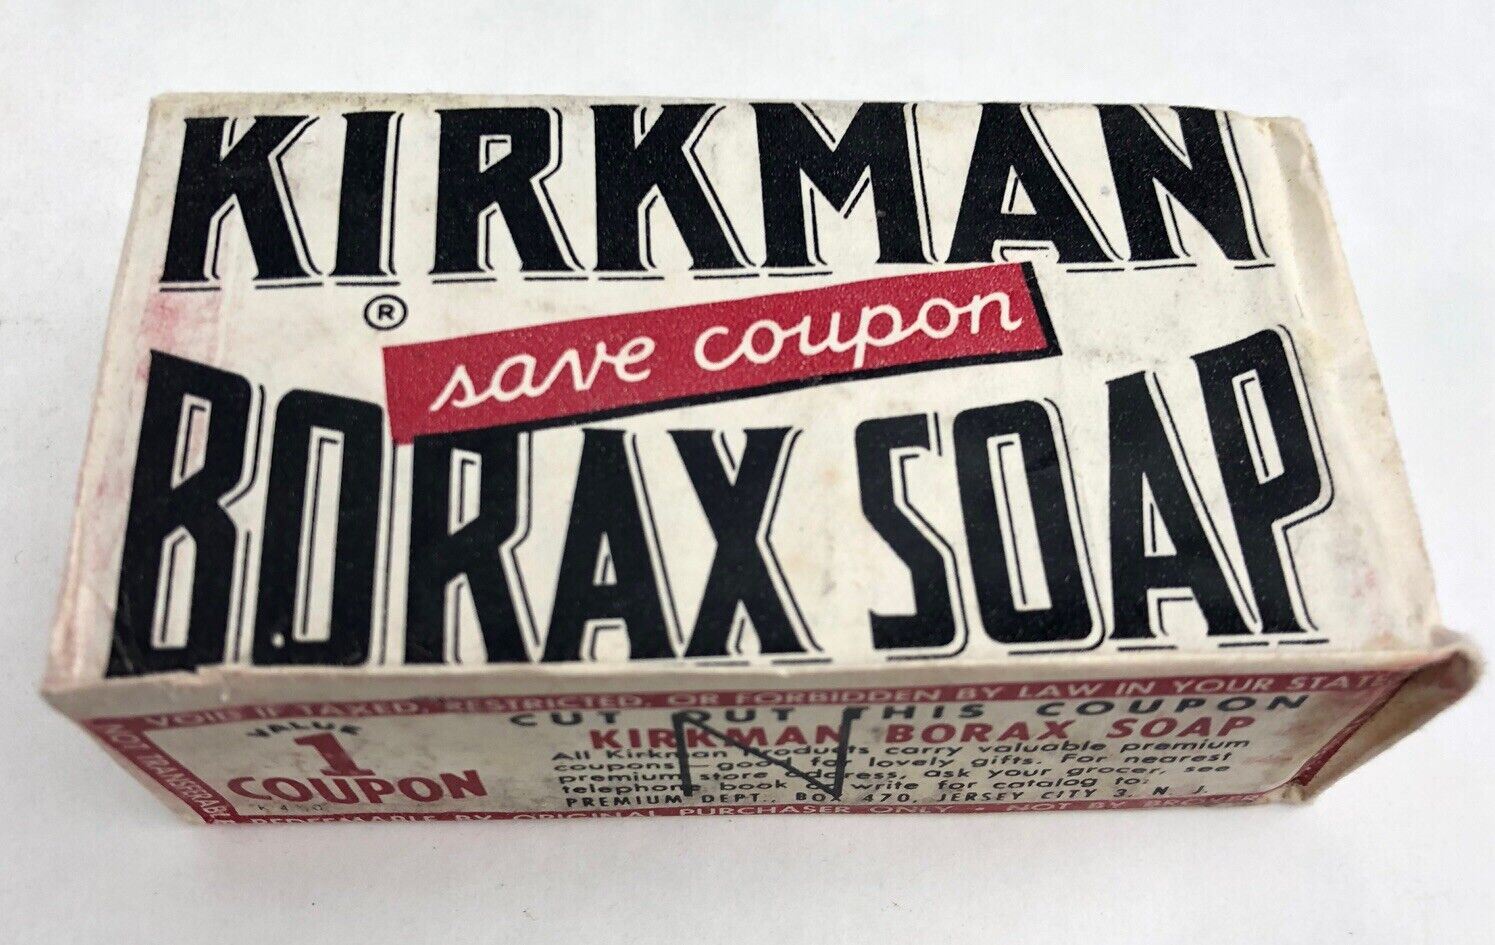 KIRKMAN
®
save coupon
BORAX SOAP
VOID IF TAXED, RESTRICTED, OR FORBIDDEN BY LAW IN YOUR STATE
NOT TRANSFERABLE
VALUE
1
COUPON
CUT OUT THIS COUPON
KIRKMAN BORAX SOAP
All Kirkman products carry valuable premium
coupons — good for lovely gifts. For nearest
premium store address, ask your grocer, see
telephone book or write for catalog to:
PREMIUM DEPT., BOX 470, JERSEY CITY 3, N. J.
N
REDEEMABLE BY ORIGINAL PURCHASER ONLY • NOT BY